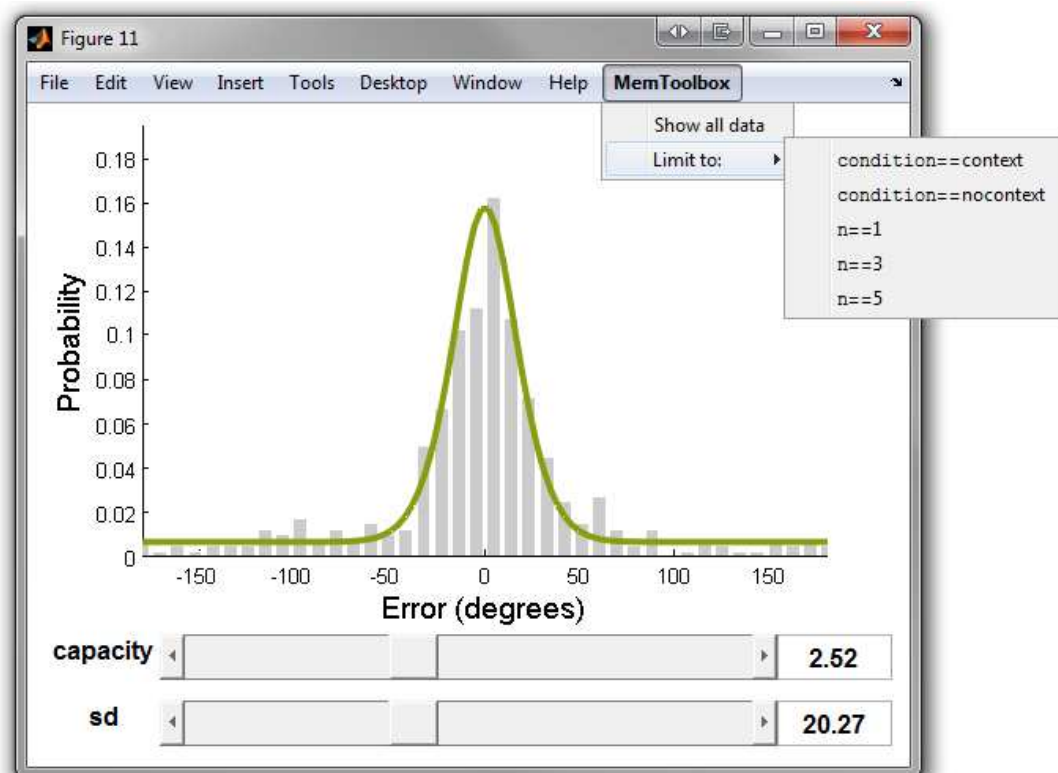 Figure 11
File Edit View Insert Tools Desktop Window Help MemToolbox
Show all data
Limit to:
condition==context
condition==nocontext
n==1
n==3
n==5
0.18
0.16
0.14
0.12
0.1
0.08
0.06
0.04
0.02
0
Probability
-150 -100 -50 0 50 100 150
Error (degrees)
capacity 2.52
sd 20.27